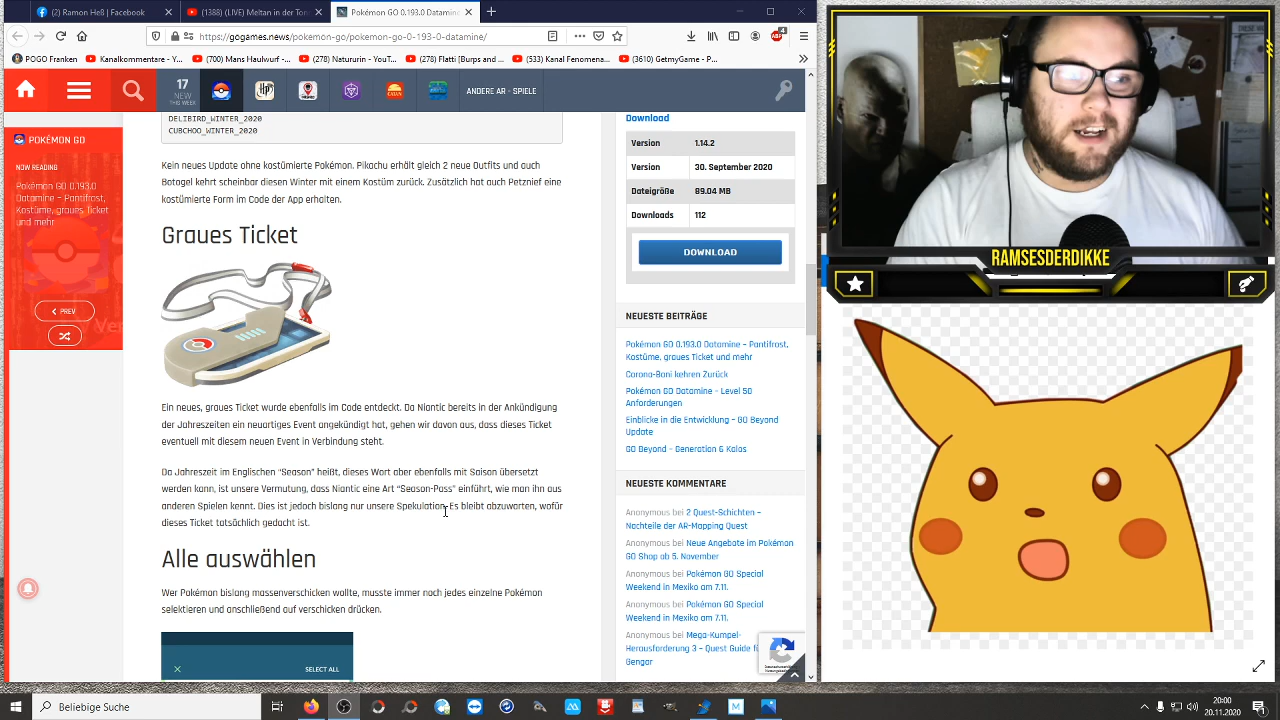 (2) Ramon Heß | Facebook
(1388) (LIVE) Meltanrunde + Tor
Pokémon GO 0.193.0 Datamine
https://gogames.news/pokemon-go/pokemon-go-0-193-0-datamine/
POGO Freunde
Kanalkommentare - Y...
(700) Mans Haulwurf -...
(278) Natururin - YouT...
(278) Flatti [Burps and ...
(533) Kanal Fenomena...
(3610) GetmyGame - P...
17
NEW
THIS WEEK
ANDERE AR - SPIELE
POKÉMON GO
NOW READING
Pokémon GO 0.193.0
Datamine – Pantifrost,
Kostüme, graues Ticket
und mehr
PREV
DELIBIRD_WINTER_2020
CUBCHOO_WINTER_2020
Kein neues Update ohne kostümierte Pokémon. Pikachu erhält gleich 2 neue Outfits und auch
Botogel kehrt scheinbar diesen Winter mit einem Kostüm zurück. Zusätzlich hat auch Petznief eine
kostümierte Form im Code der App erhalten.
Graues Ticket
Ein neues, graues Ticket wurde ebenfalls im Code entdeckt. Da Niantic bereits in der Ankündigung
der Jahreszeiten ein neuartiges Event angekündigt hat, gehen wir davon aus, dass dieses Ticket
eventuell mit diesem neuen Event in Verbindung steht.
Da Jahreszeit im Englischen "Season" heißt, dieses Wort aber ebenfalls mit Saison übersetzt
werden kann, ist unsere Vermutung, dass Niantic eine Art "Season-Pass" einführt, wie man ihn aus
anderen Spielen kennt. Dies ist jedoch bislang nur unsere Spekulation. Es bleibt abzuwarten, wofür
dieses Ticket tatsächlich gedacht ist.
Alle auswählen
Wer Pokémon bislang massenverschicken wollte, musste immer noch jedes einzelne Pokémon
selektieren und anschließend auf verschicken drücken.
SELECT ALL
Download
Version 1.14.2
Version 30. September 2020
Dateigröße 89.04 MB
Downloads 112
DOWNLOAD
NEUESTE BEITRÄGE
Pokémon GO 0.193.0 Datamine – Pantifrost,
Kostüme, graues Ticket und mehr
Corona-Boni kehren Zurück
Pokémon GO Datamine – Level 50
Anforderungen
Einblicke in die Entwicklung – GO Beyond
Update
GO Beyond – Generation 6 & Kalos
NEUESTE KOMMENTARE
Anonymous bei 2 Quest-Schichten –
Nachteile der AR-Mapping Quest
Anonymous bei Neue Angebote im Pokémon
GO Shop ab 5. November
Anonymous bei Pokémon GO Special
Weekend in Mexiko am 7.11.
Anonymous bei Pokémon GO Special
Weekend in Mexiko am 7.11.
Anonymous bei Mega-Kumpel-
Herausforderung 3 – Quest Guide fü
Gengar
RAMSESDERDIKKE
Beliebige Suche
20:00
20.11.2020